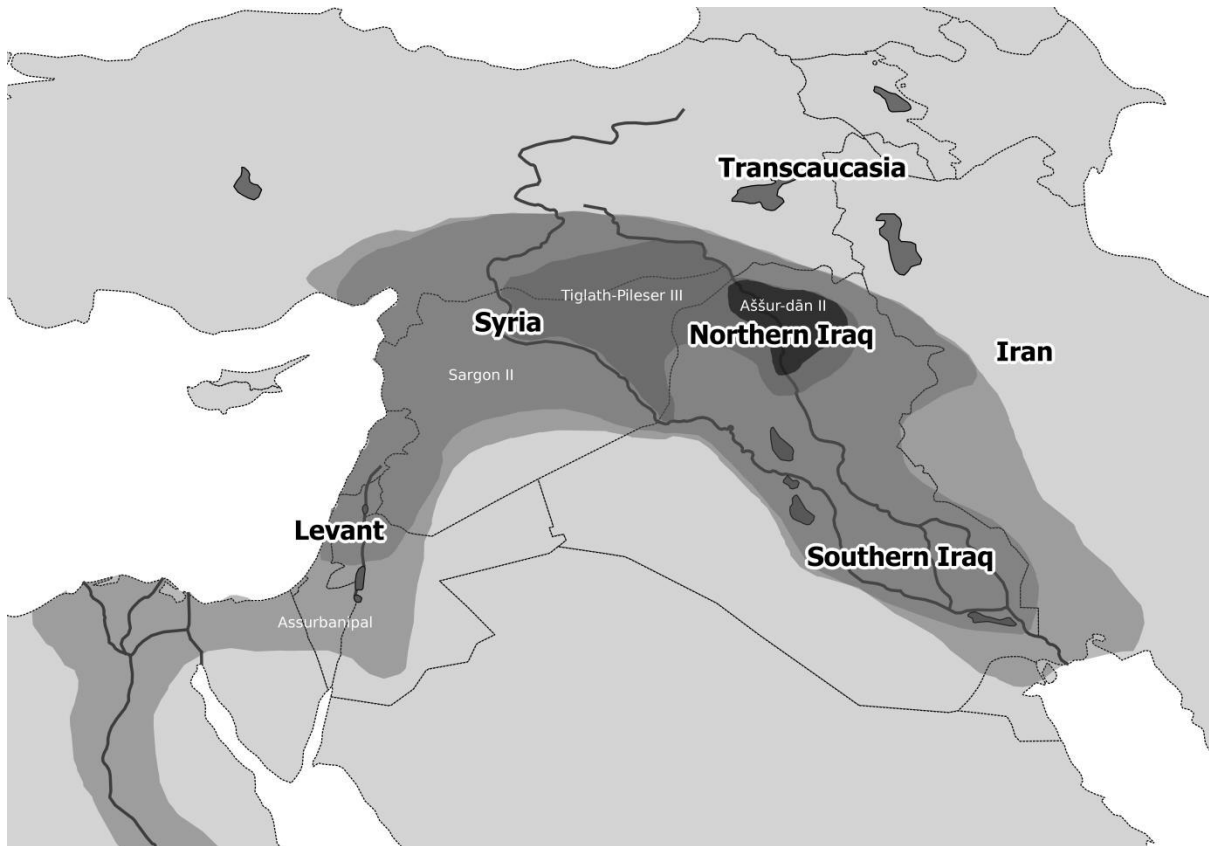 Transcaucasia
Tiglath-Pileser III
Aššur-dān II
Syria
Northern Iraq
Iran
Sargon II
Levant
Southern Iraq
Assurbanipal